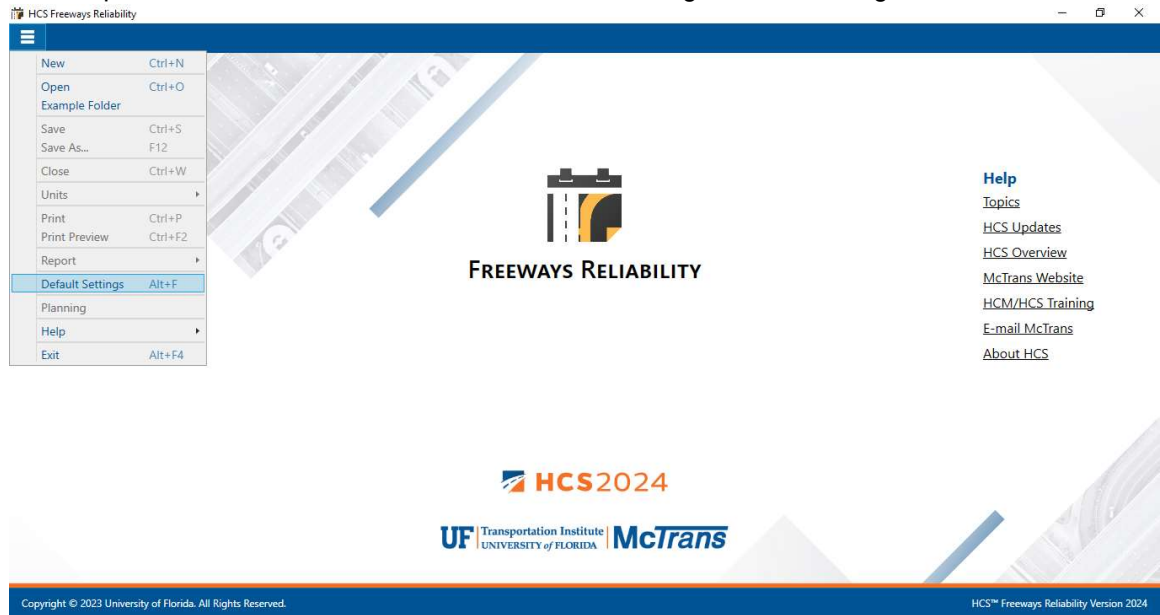 HCS Freeways Reliability
New Ctrl+N
Open Ctrl+O
Example Folder
Save Ctrl+S
Save As... F12
Close Ctrl+W
Units
Print Ctrl+P
Print Preview Ctrl+F2
Report
Default Settings Alt+F
Planning
Help
Exit Alt+F4
FREEWAYS RELIABILITY
Help
Topics
HCS Updates
HCS Overview
McTrans Website
HCM/HCS Training
E-mail McTrans
About HCS
HCS2024
UF Transportation Institute McTrans
UNIVERSITY of FLORIDA
Copyright © 2023 University of Florida. All Rights Reserved.
HCS™ Freeways Reliability Version 2024